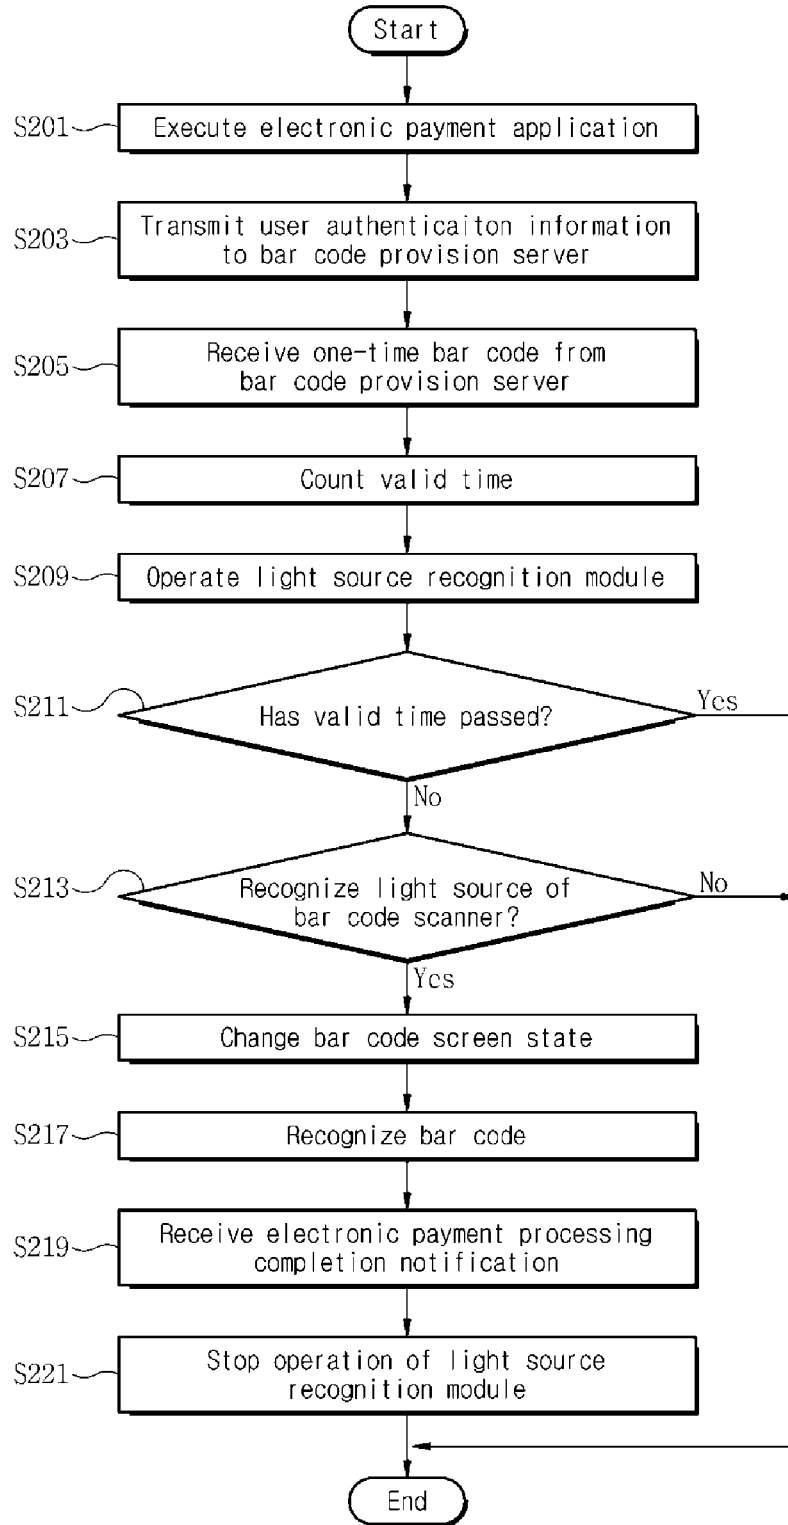 Start
S201
Execute electronic payment application
S203
Transmit user authenticaiton information
to bar code provision server
S205
Receive one-time bar code from
bar code provision server
S207
Count valid time
S209
Operate light source recognition module
S211
Has valid time passed?
Yes
No
S213
Recognize light source of
bar code scanner?
No
Yes
S215
Change bar code screen state
S217
Recognize bar code
S219
Receive electronic payment processing
completion notification
S221
Stop operation of light source
recognition module
End